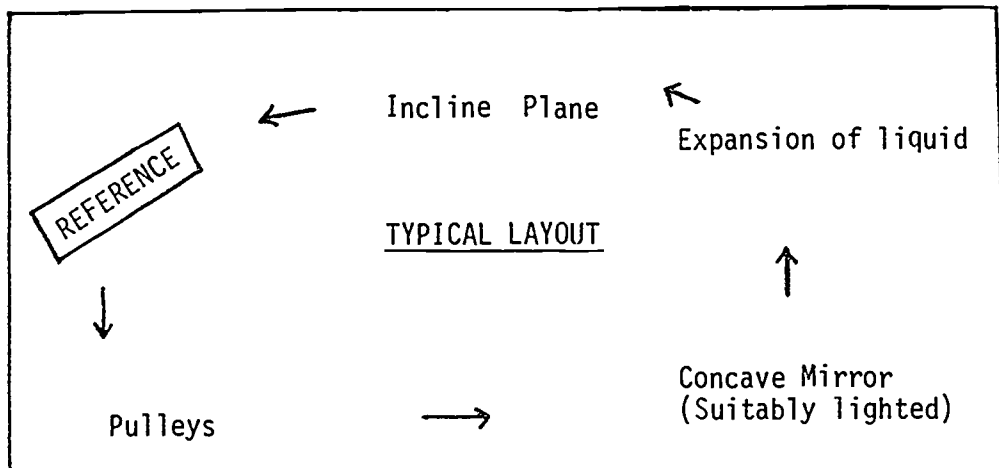 Incline Plane
Expansion of liquid
REFERENCE
TYPICAL LAYOUT
Concave Mirror
(Suitably lighted)
Pulleys